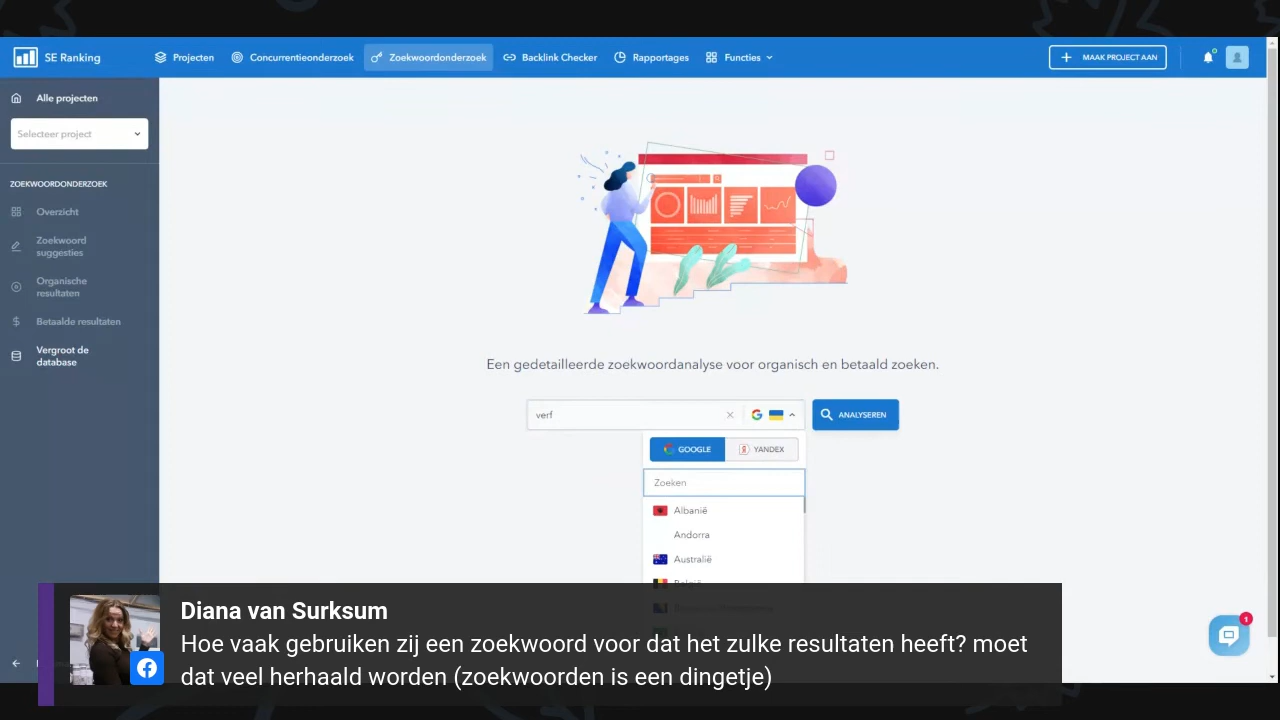 SE Ranking
Projecten
Concurrentieonderzoek
Zoekwoordonderzoek
Backlink Checker
Rapportages
Functies
MAAK PROJECT AAN
Alle projecten
Selecteer project
ZOEKWOORDONDERZOEK
Overzicht
Zoekwoord
suggesties
Organische
resultaten
Betaalde resultaten
Vergroot de
database
Een gedetailleerde zoekwoordanalyse voor organisch en betaald zoeken.
verf
ANALYSEREN
GOOGLE
YANDEX
Zoeken
Albanië
Andorra
Australië
België
1
Diana van Surksum
Hoe vaak gebruiken zij een zoekwoord voor dat het zulke resultaten heeft? moet
dat veel herhaald worden (zoekwoorden is een dingetje)